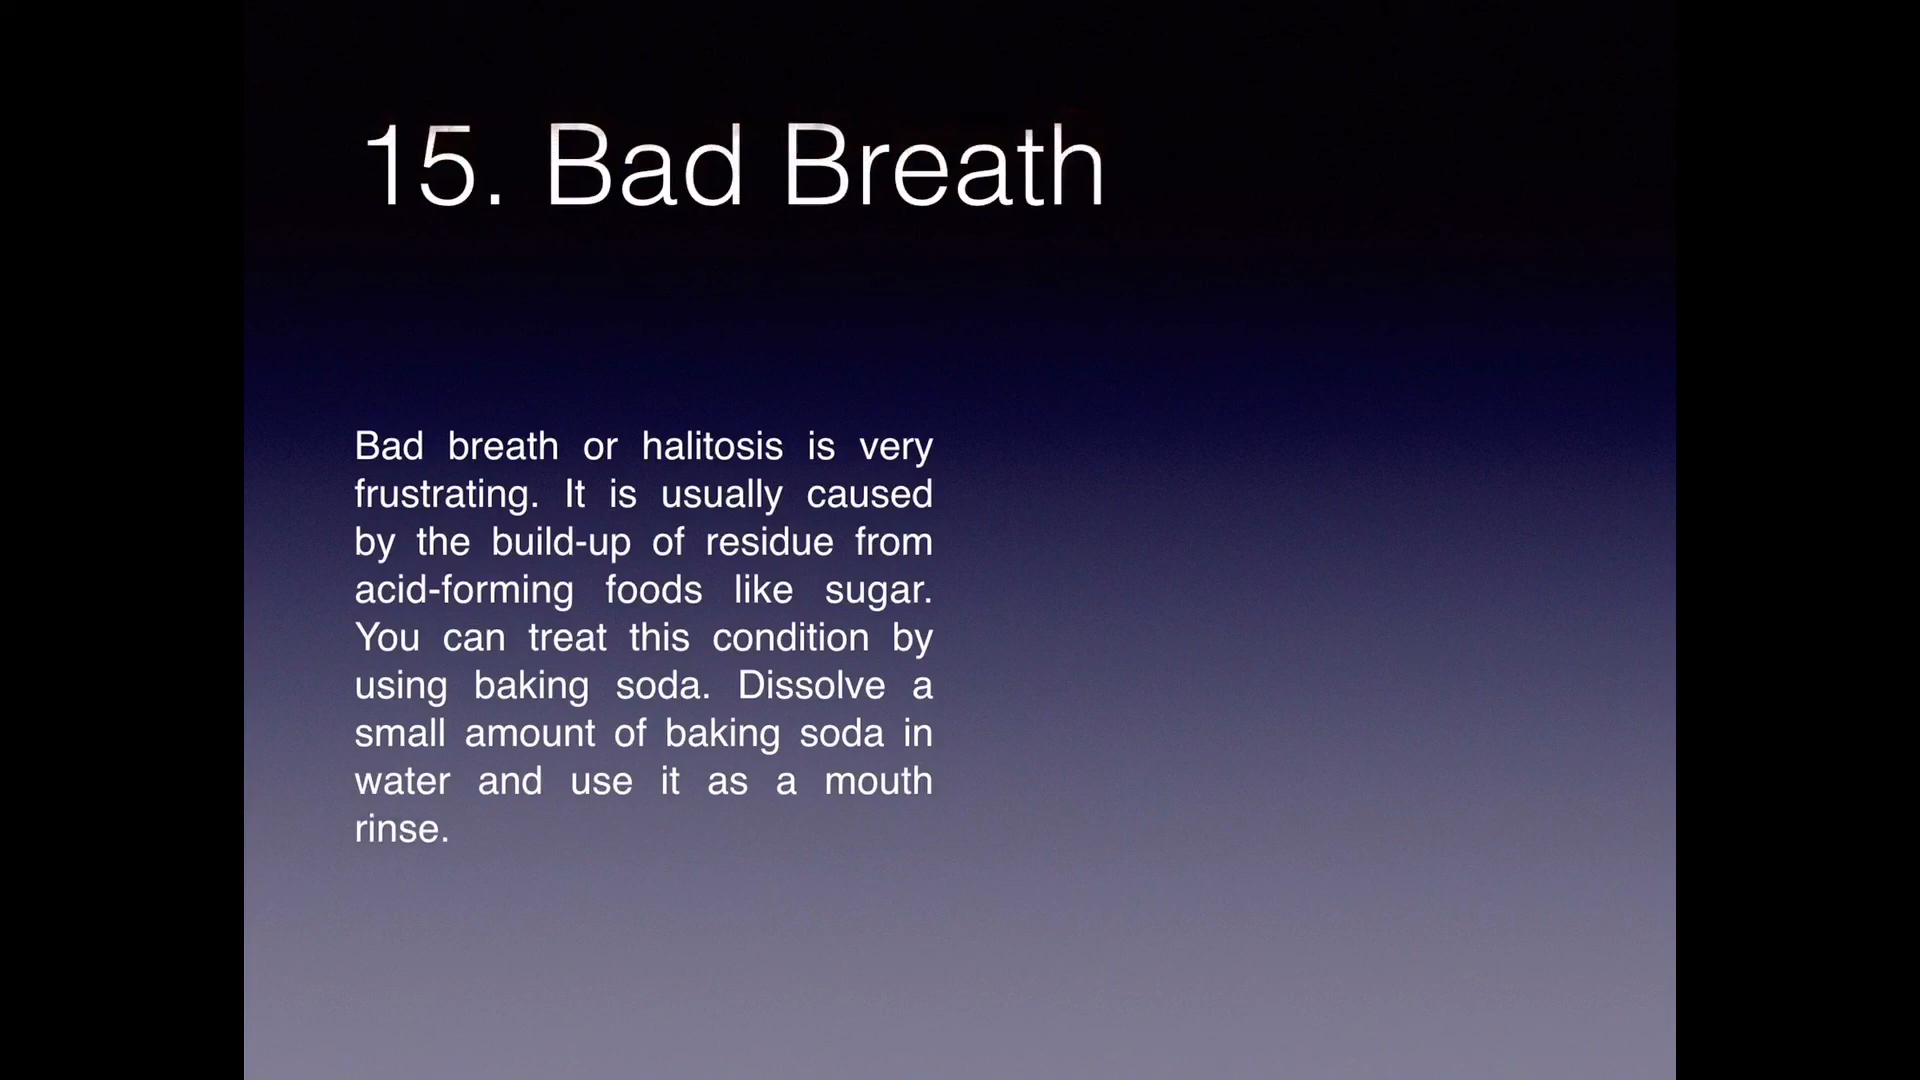 15. Bad Breath
Bad breath or halitosis is very
frustrating. It is usually caused
by the build-up of residue from
acid-forming foods like sugar.
You can treat this condition by
using baking soda. Dissolve a
small amount of baking soda in
water and use it as a mouth
rinse.